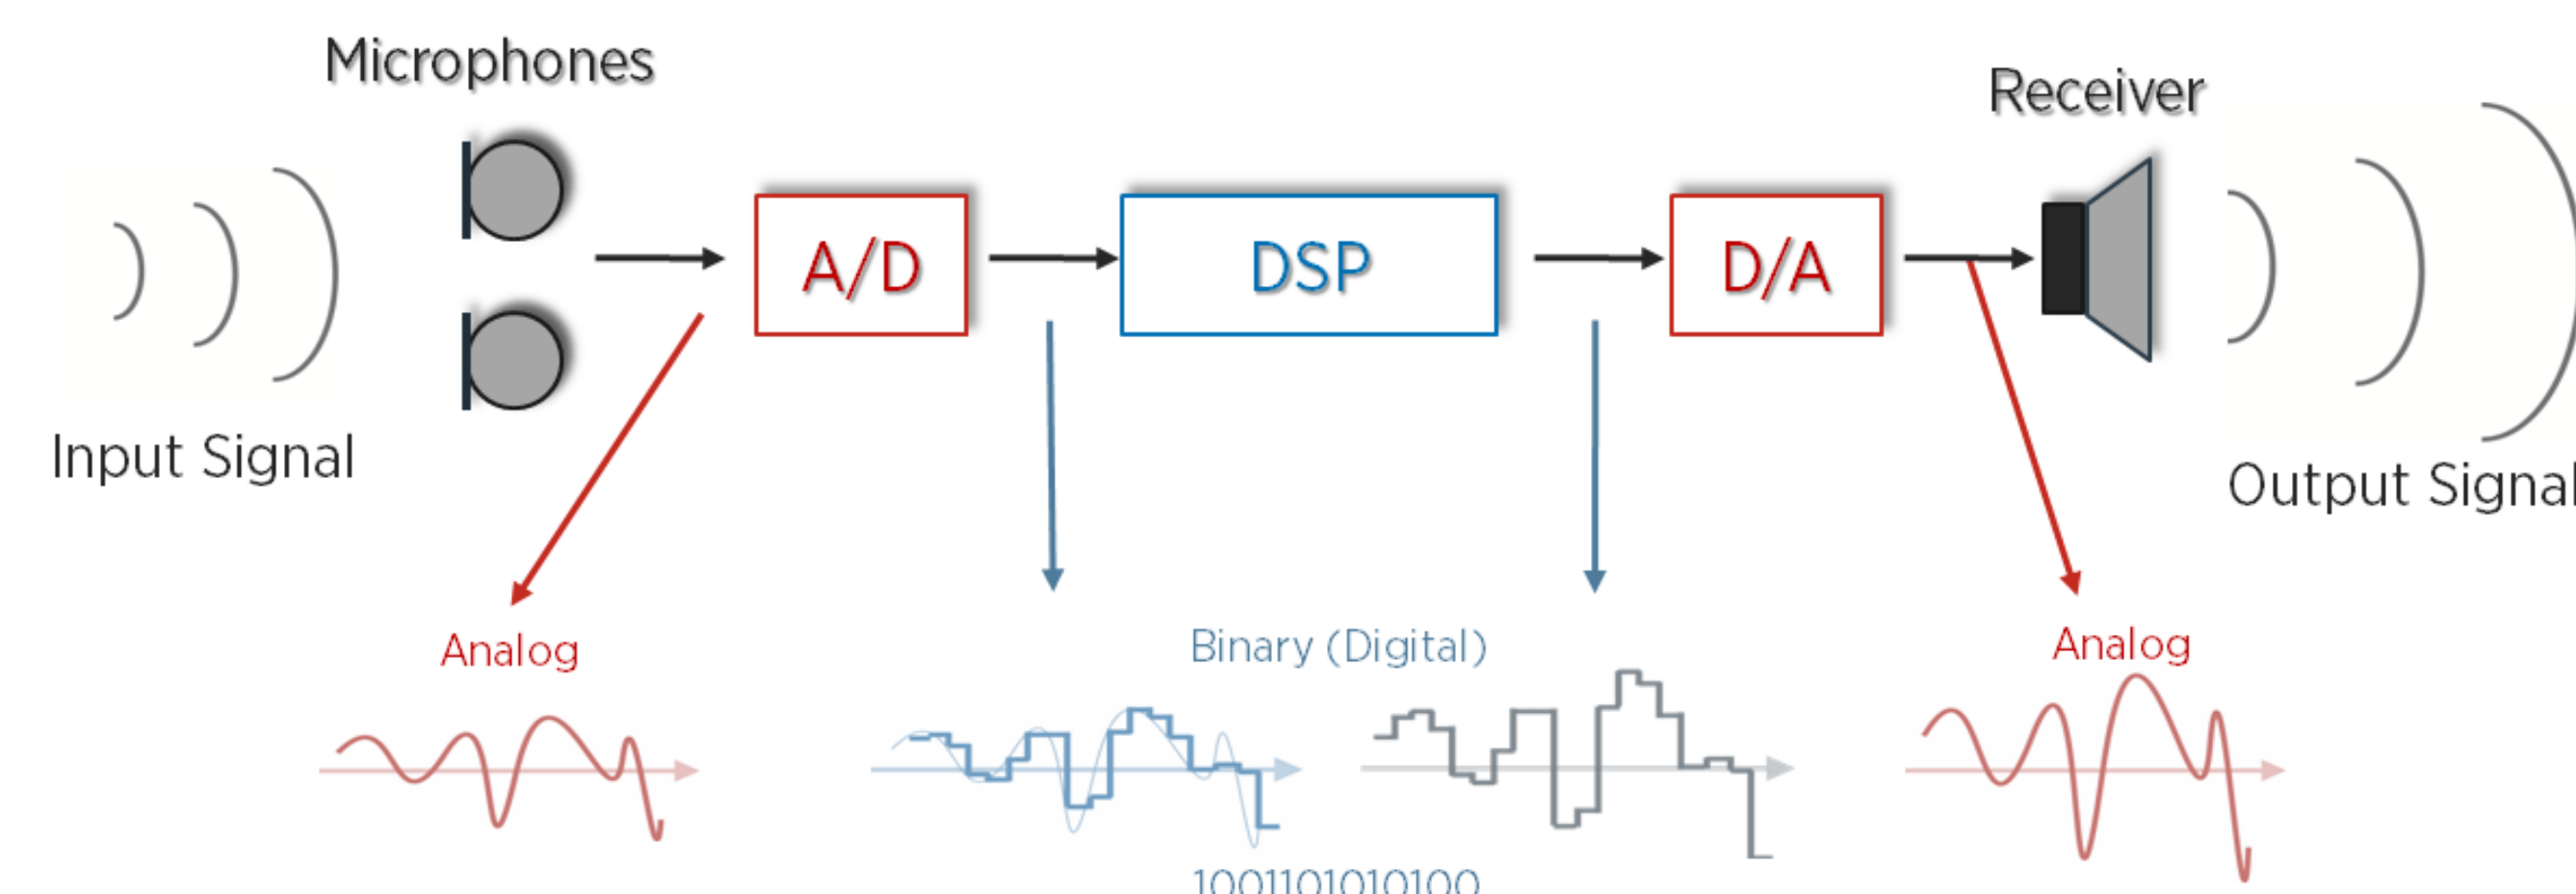 Microphones
Receiver
A/D
DSP
D/A
Input Signal
Output Signal
Analog
Binary (Digital)
Analog
1001101010100